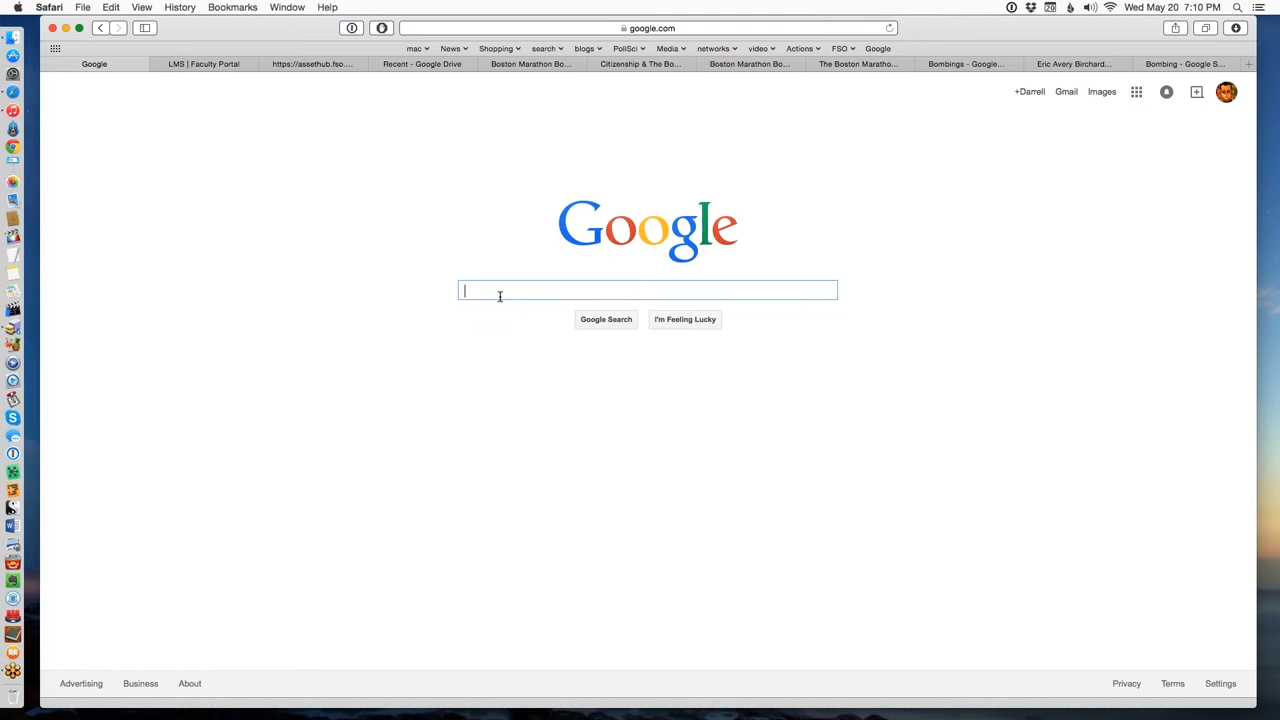 Safari File Edit View History Bookmarks Window Help Wed May 20 7:10 PM
google.com
mac News Shopping search blogs PoliSci Media networks video Actions FSO Google
Google LMS | Faculty Portal https://assethub.fso.... Recent - Google Drive Boston Marathon Bo... Citizenship & The Bo... Boston Marathon Bo... The Boston Maratho... Bombings - Google... Eric Avery Birchard... Bombing - Google S...
+Darrell Gmail Images
Google
Google Search I'm Feeling Lucky
Advertising Business About Privacy Terms Settings